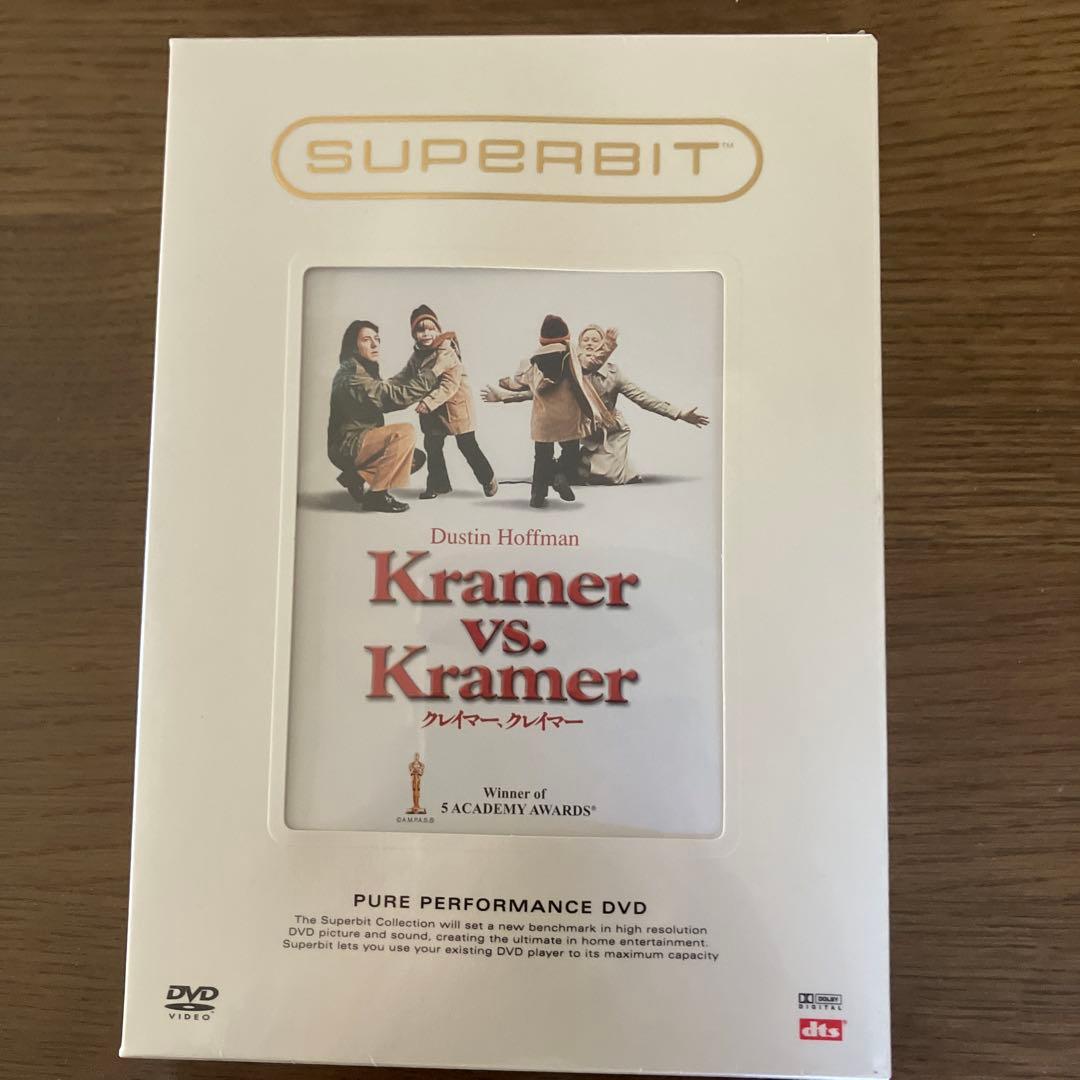 SUPERBIT™
Dustin Hoffman
Kramer
vs.
Kramer
クレイマー、クレイマー
Winner of
5 ACADEMY AWARDS®
©A.M.P.A.S.®
PURE PERFORMANCE DVD
The Superbit Collection will set a new benchmark in high resolution
DVD picture and sound, creating the ultimate in home entertainment.
Superbit lets you use your existing DVD player to its maximum capacity
DVD
VIDEO™
DOLBY
DIGITAL
dts